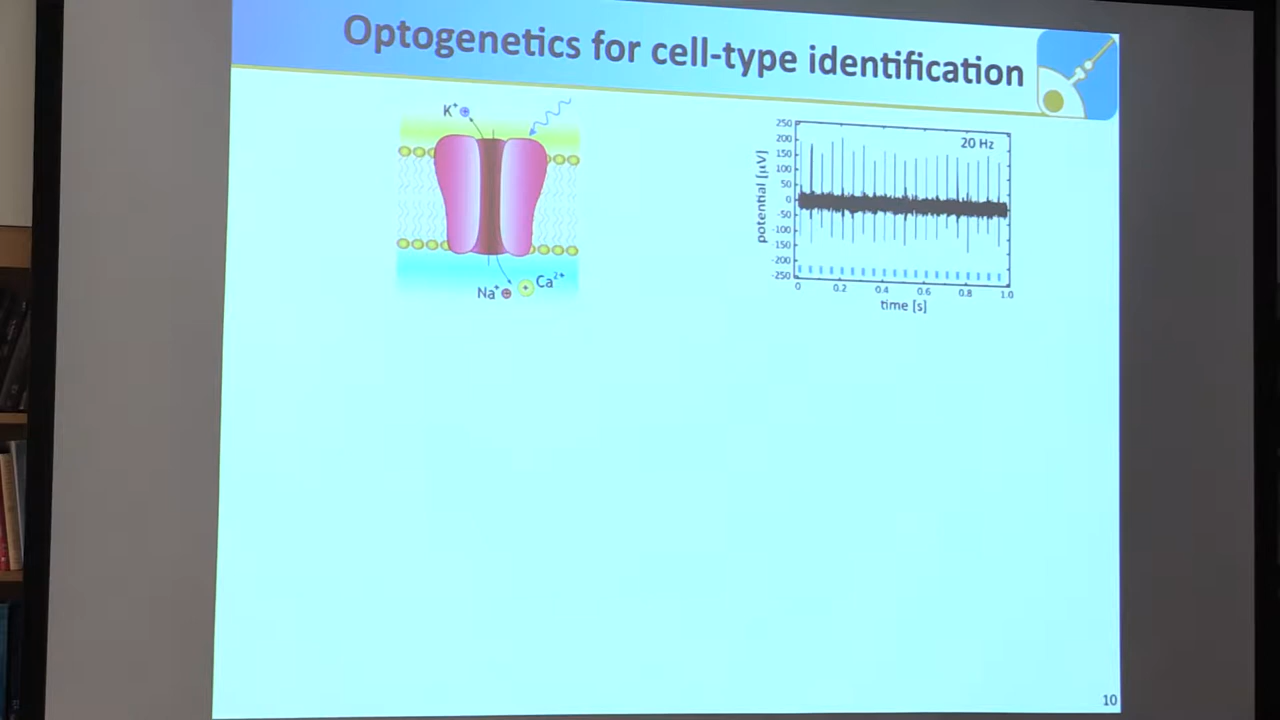 Optogenetics for cell-type identification
K⁺
Na⁺
Ca²⁺
20 Hz
potential [µV]
250
200
150
100
50
0
-50
-100
-150
-200
-250
0 0.2 0.4 0.6 0.8 1.0
time [s]
10